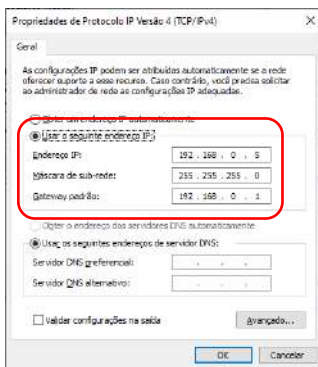 Propriedades de Protocolo IP Versão 4 (TCP/IPv4)
Geral
As configurações IP podem ser atribuídas automaticamente se a rede
oferecer suporte a esse recurso. Caso contrário, você precisa solicitar
ao administrador de rede as configurações IP adequadas.
Obter um endereço IP automaticamente
Usar o seguinte endereço IP:
Endereço IP: 192 . 168 . 0 . 5
Máscara de sub-rede: 255 . 255 . 255 . 0
Gateway padrão: 192 . 168 . 0 . 1
Obter o endereço dos servidores DNS automaticamente
Usar os seguintes endereços de servidor DNS:
Servidor DNS preferencial: . . .
Servidor DNS alternativo: . . .
Validar configurações na saída
Avançado...
OK Cancelar